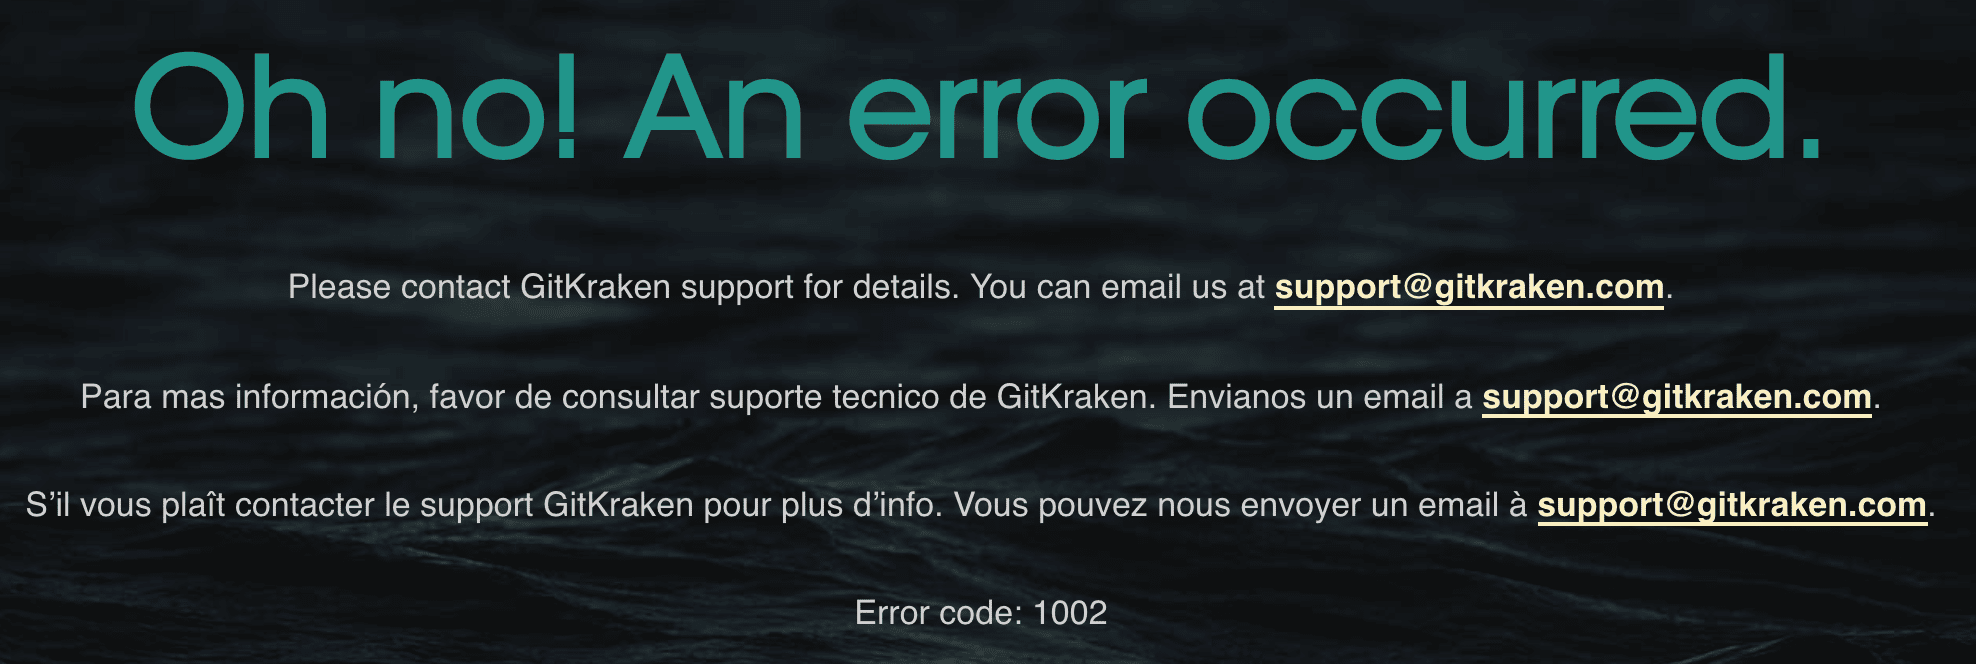 Oh no! An error occurred.
Please contact GitKraken support for details. You can email us at support@gitkraken.com.
Para mas información, favor de consultar suporte tecnico de GitKraken. Envianos un email a support@gitkraken.com.
S’il vous plaît contacter le support GitKraken pour plus d’info. Vous pouvez nous envoyer un email à support@gitkraken.com.
Error code: 1002